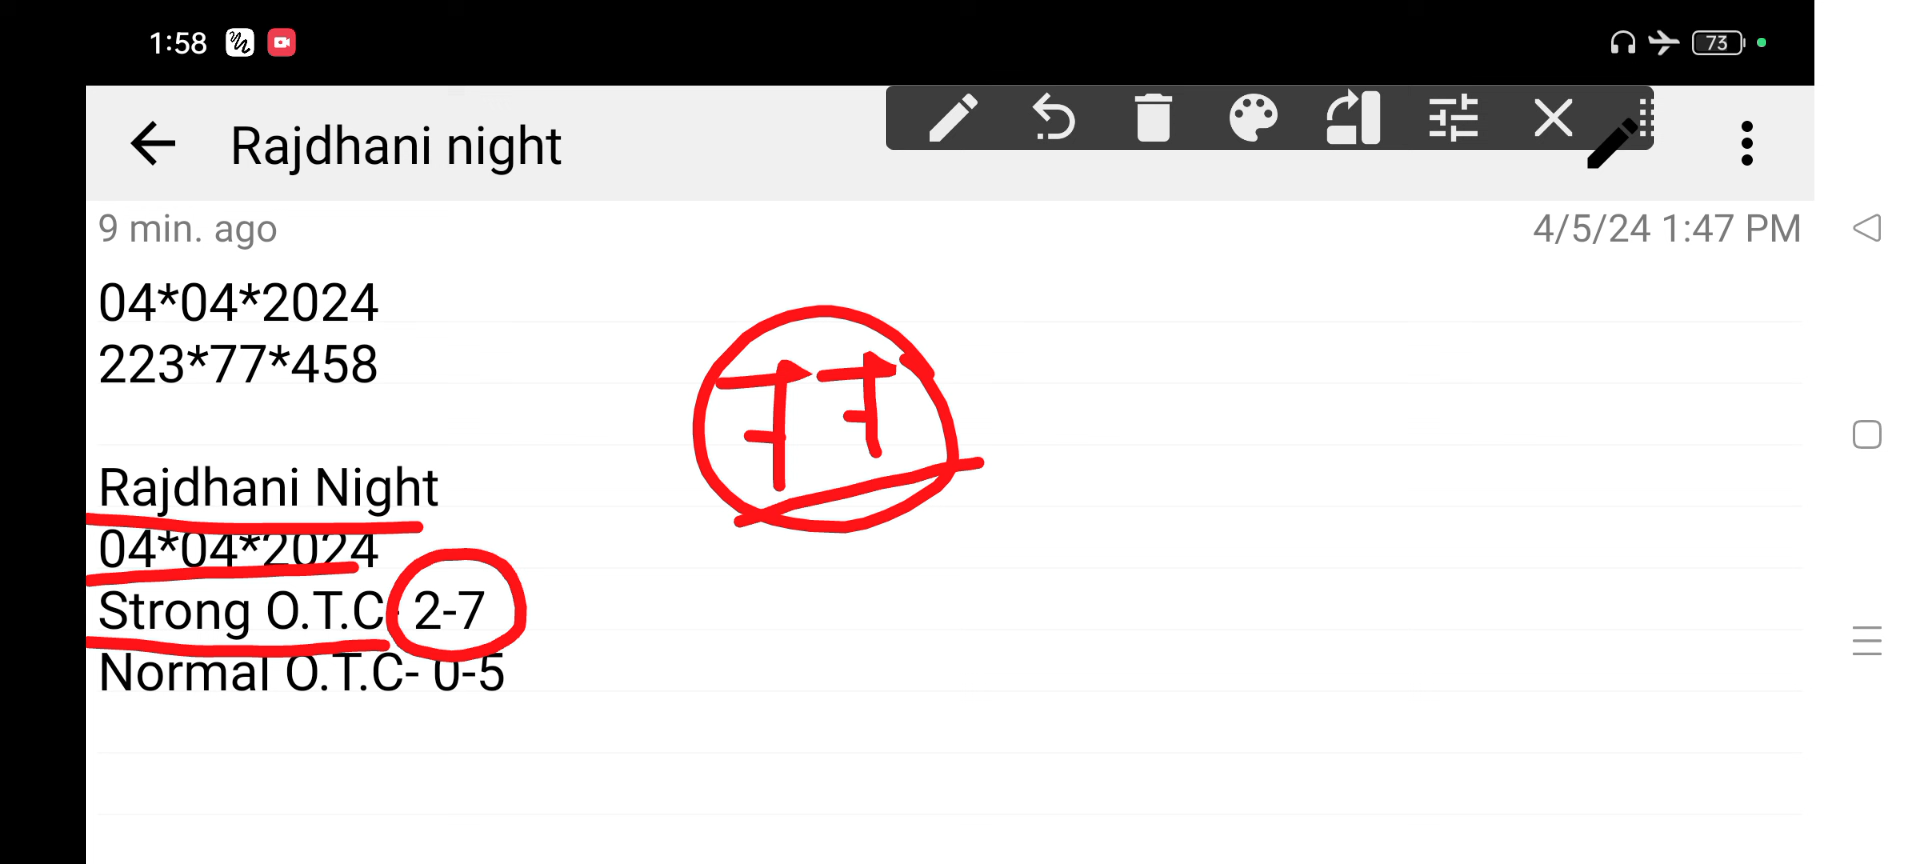 1:58
73
Rajdhani night
9 min. ago
4/5/24 1:47 PM
04*04*2024
223*77*458
77
Rajdhani Night
04*04*2024
Strong O.T.C- 2-7
Normal O.T.C- 0-5